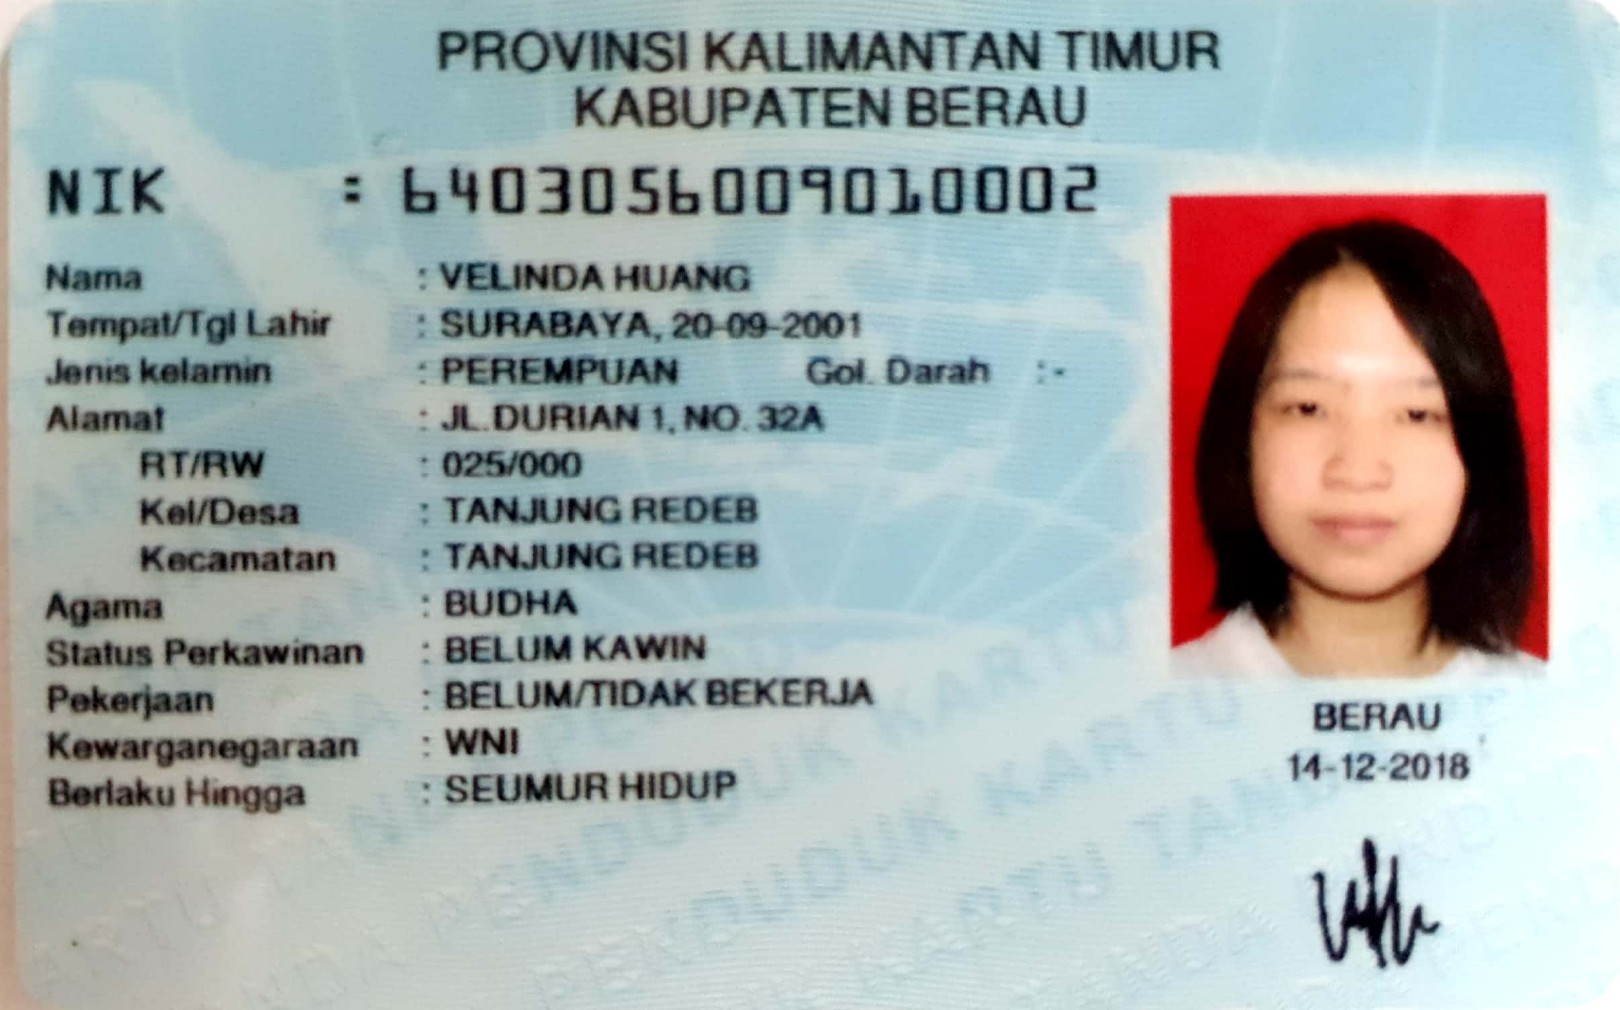 PROVINSI KALIMANTAN TIMUR
KABUPATEN BERAU
NIK : 6403056009010002
Nama : VELINDA HUANG
Tempat/Tgl Lahir : SURABAYA, 20-09-2001
Jenis kelamin : PEREMPUAN Gol. Darah :-
Alamat : JL.DURIAN 1, NO. 32A
RT/RW : 025/000
Kel/Desa : TANJUNG REDEB
Kecamatan : TANJUNG REDEB
Agama : BUDHA
Status Perkawinan : BELUM KAWIN
Pekerjaan : BELUM/TIDAK BEKERJA
Kewarganegaraan : WNI
Berlaku Hingga : SEUMUR HIDUP
BERAU
14-12-2018